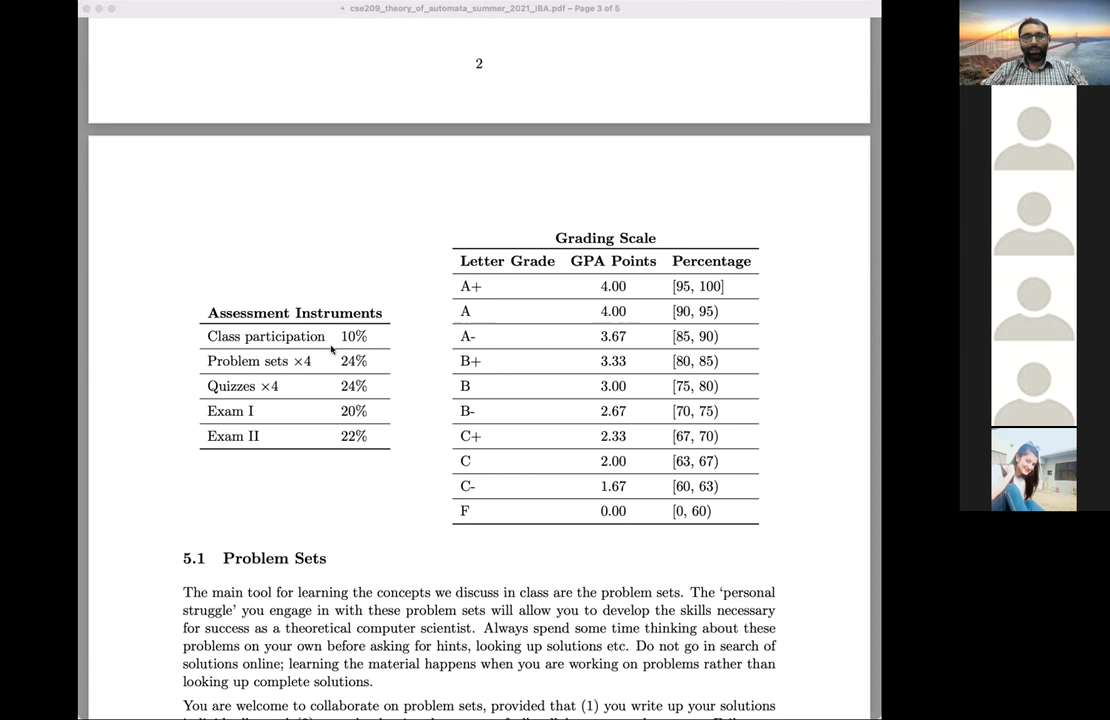 cse209_theory_of_automata_summer_2021_IBA.pdf – Page 3 of 5
2
Assessment Instruments
Class participation 10%
Problem sets ×4 24%
Quizzes ×4 24%
Exam I 20%
Exam II 22%
Grading Scale
Letter Grade GPA Points Percentage
A+ 4.00 [95, 100]
A 4.00 [90, 95)
A- 3.67 [85, 90)
B+ 3.33 [80, 85)
B 3.00 [75, 80)
B- 2.67 [70, 75)
C+ 2.33 [67, 70)
C 2.00 [63, 67)
C- 1.67 [60, 63)
F 0.00 [0, 60)
5.1 Problem Sets
The main tool for learning the concepts we discuss in class are the problem sets. The ‘personal
struggle’ you engage in with these problem sets will allow you to develop the skills necessary
for success as a theoretical computer scientist. Always spend some time thinking about these
problems on your own before asking for hints, looking up solutions etc. Do not go in search of
solutions online; learning the material happens when you are working on problems rather than
looking up complete solutions.
You are welcome to collaborate on problem sets, provided that (1) you write up your solutions